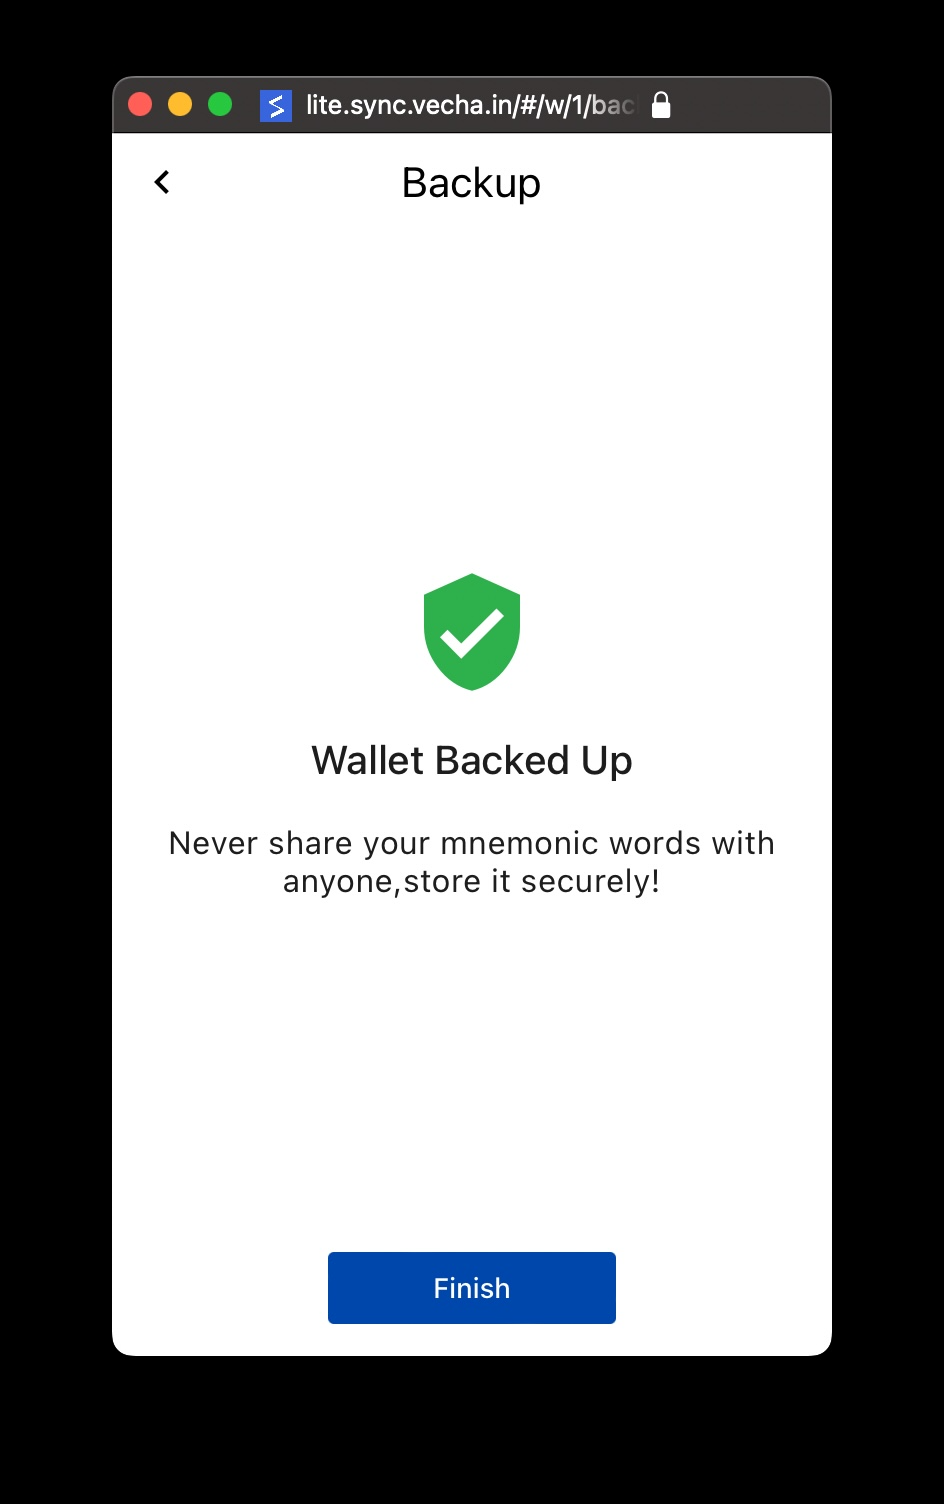 lite.sync.vecha.in/#/w/1/bac
Backup
Wallet Backed Up
Never share your mnemonic words with
anyone,store it securely!
Finish